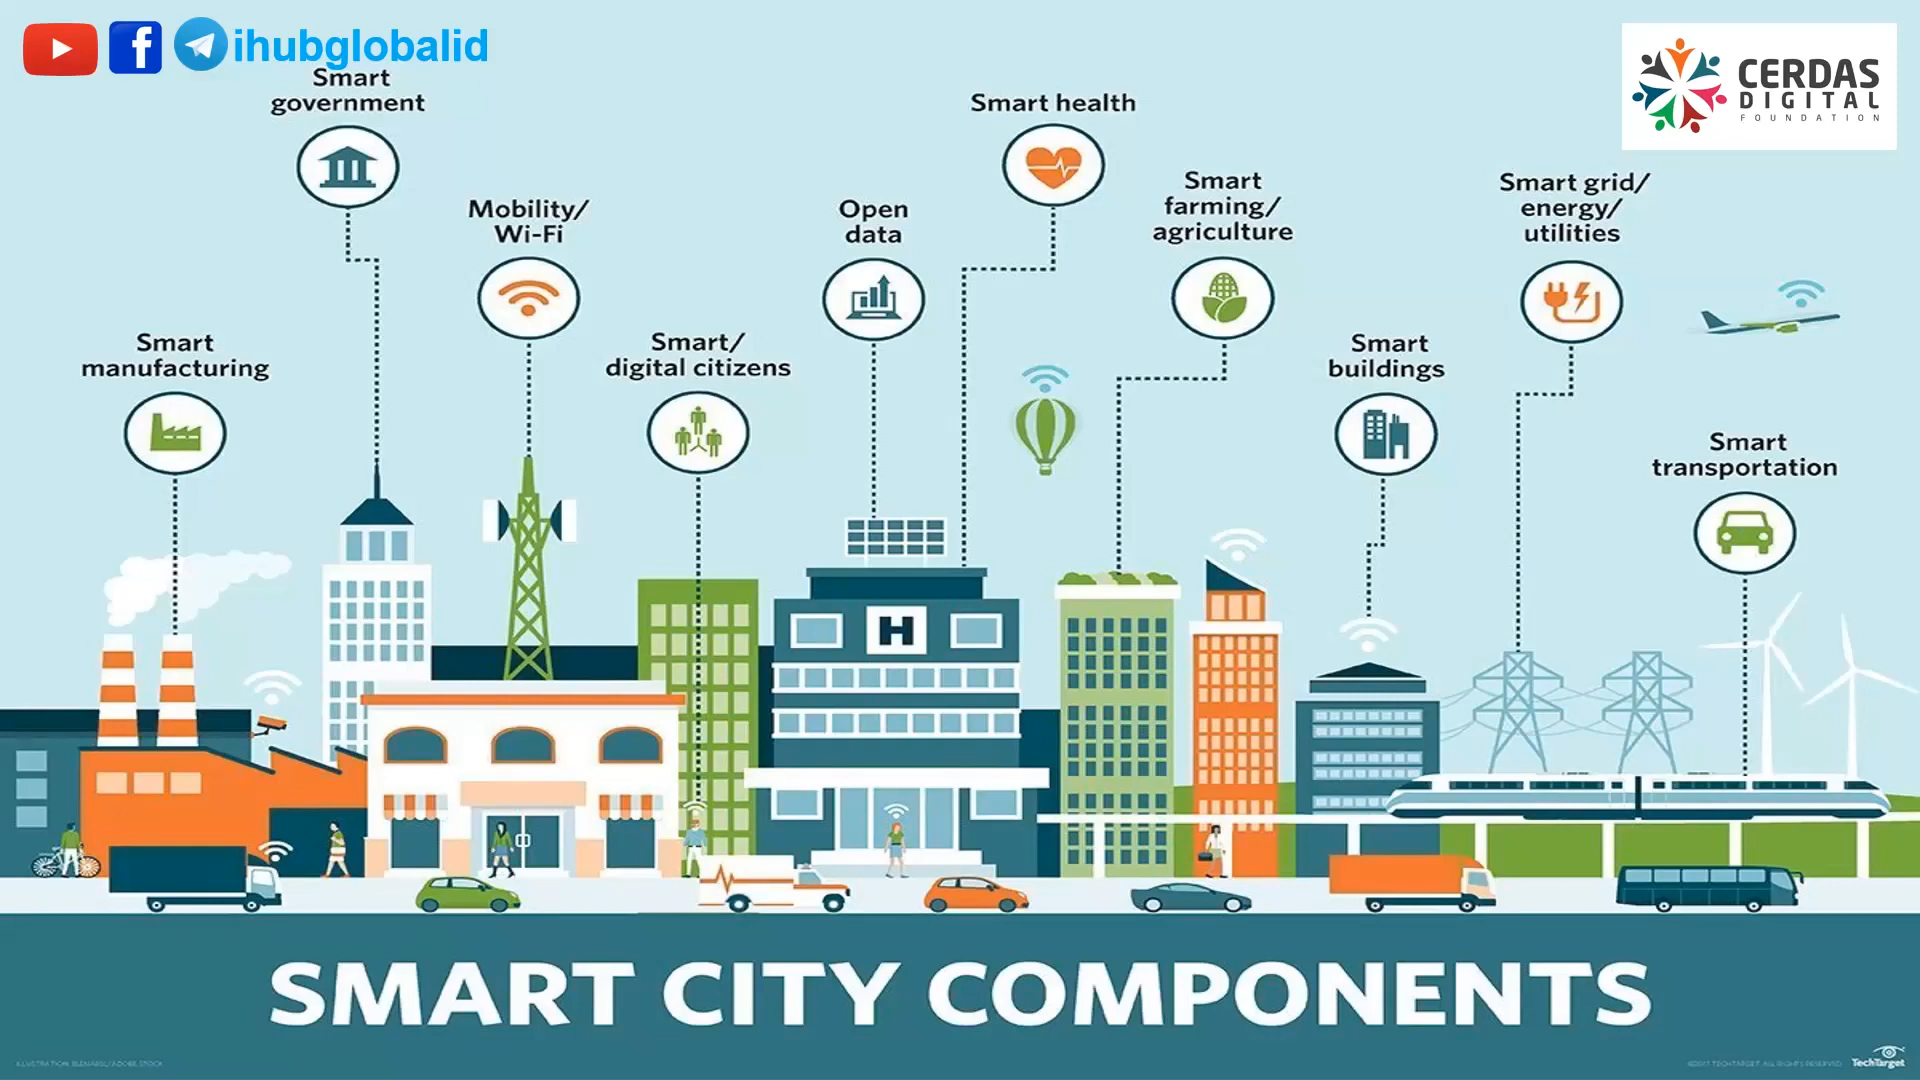 ihubglobalid
CERDAS
DIGITAL
FOUNDATION
Smart
government
Smart health
Mobility/
Wi-Fi
Open
data
Smart
farming/
agriculture
Smart grid/
energy/
utilities
Smart
manufacturing
Smart/
digital citizens
Smart
buildings
Smart
transportation
H
SMART CITY COMPONENTS
TechTarget